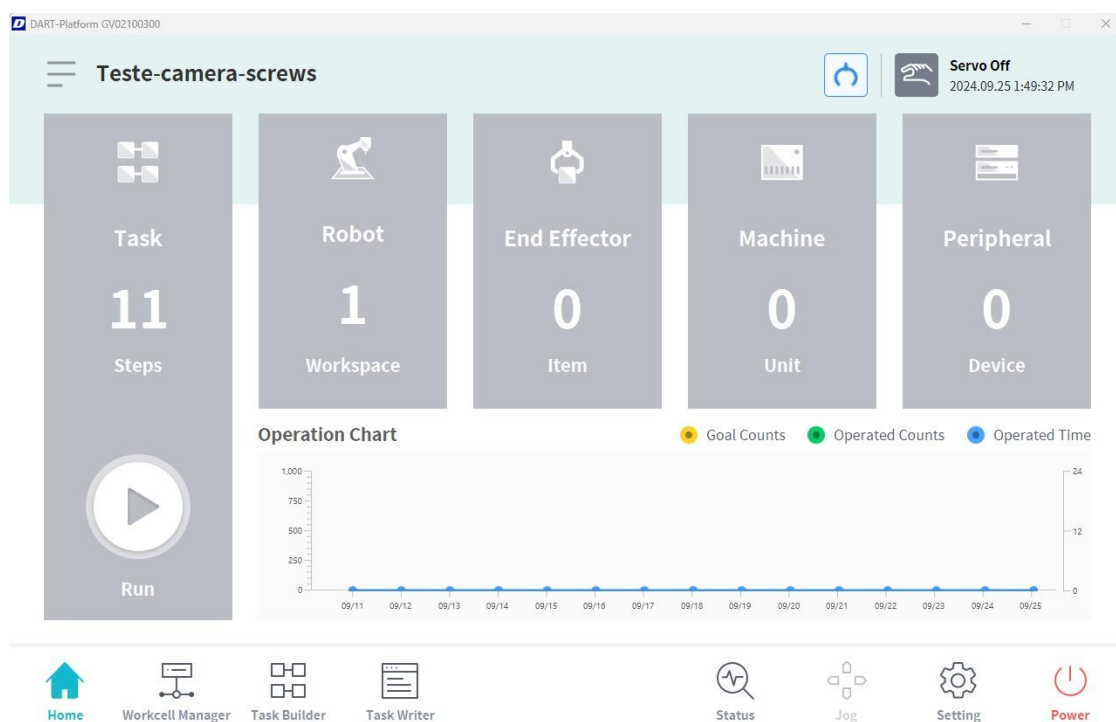 DART-Platform GV02100300
Teste-camera-screws
Servo Off
2024.09.25 1:49:32 PM
Task
11
Steps
Run
Robot
1
Workspace
End Effector
0
Item
Machine
0
Unit
Peripheral
0
Device
Operation Chart
Goal Counts Operated Counts Operated Time
1,000 24
750
500 12
250
0 0
09/11 09/12 09/13 09/14 09/15 09/16 09/17 09/18 09/19 09/20 09/21 09/22 09/23 09/24 09/25
Home Workcell Manager Task Builder Task Writer Status Jog Setting Power